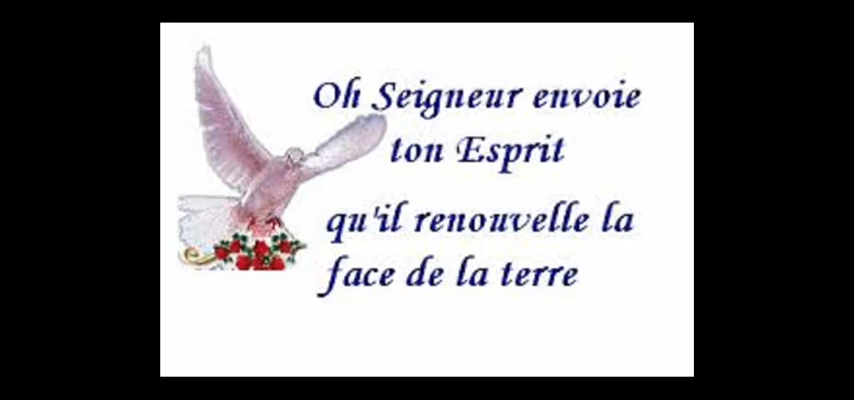 Oh Seigneur envoie
ton Esprit
qu'il renouvelle la
face de la terre